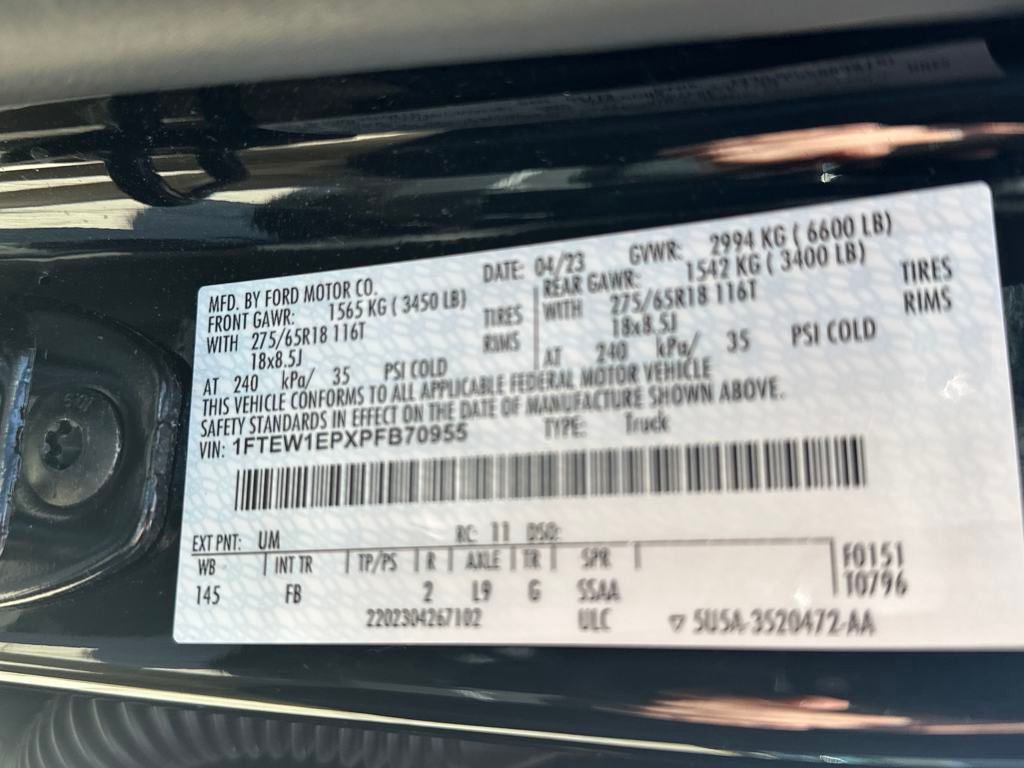 MFD. BY FORD MOTOR CO.
DATE: 04/23 GVWR: 2994 KG ( 6600 LB)
FRONT GAWR: 1565 KG ( 3450 LB)
REAR GAWR: 1542 KG ( 3400 LB)
WITH 275/65R18 116T TIRES
WITH 275/65R18 116T TIRES
18x8.5J RIMS
18x8.5J RIMS
AT 240 kPa/ 35 PSI COLD
AT 240 kPa/ 35 PSI COLD
THIS VEHICLE CONFORMS TO ALL APPLICABLE FEDERAL MOTOR VEHICLE
SAFETY STANDARDS IN EFFECT ON THE DATE OF MANUFACTURE SHOWN ABOVE.
VIN: 1FTEW1EPXPFB70955 TYPE: Truck
EXT PNT: UM RC: 11 DSO:
WB INT TR TP/PS R AXLE TR SPR F0151
145 FB 2 L9 G SSAA T0796
2202304267102 ULC ▽ 5U5A-3520472-AA